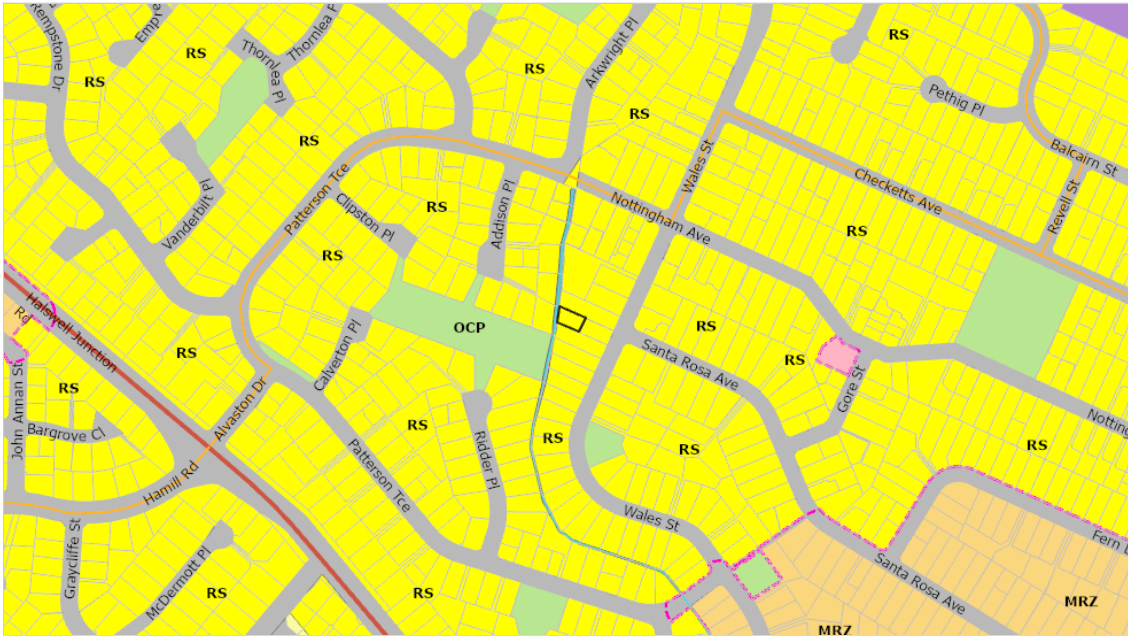 Rempstone Dr
RS
RS
Thornlea Pl
Thornlea Pl
RS
Arkwright Pl
RS
RS
Pethig Pl
Balcairn St
Revell St
Checketts Ave
Wales St
Nottingham Ave
RS
RS
Vanderbilt Pl
Patterson Tce
Clipston Pl
RS
Addison Pl
RS
Halswell Junction
Rd
RS
Calverton Pl
OCP
RS
Santa Rosa Ave
RS
Gore St
John Annan St
RS
Bargrove Cl
Alvaston Dr
Hamill Rd
Patterson Tce
RS
Ridder Pl
RS
RS
RS
Graycliffe St
McDermott Pl
RS
RS
Wales St
Santa Rosa Ave
MRZ
MRZ